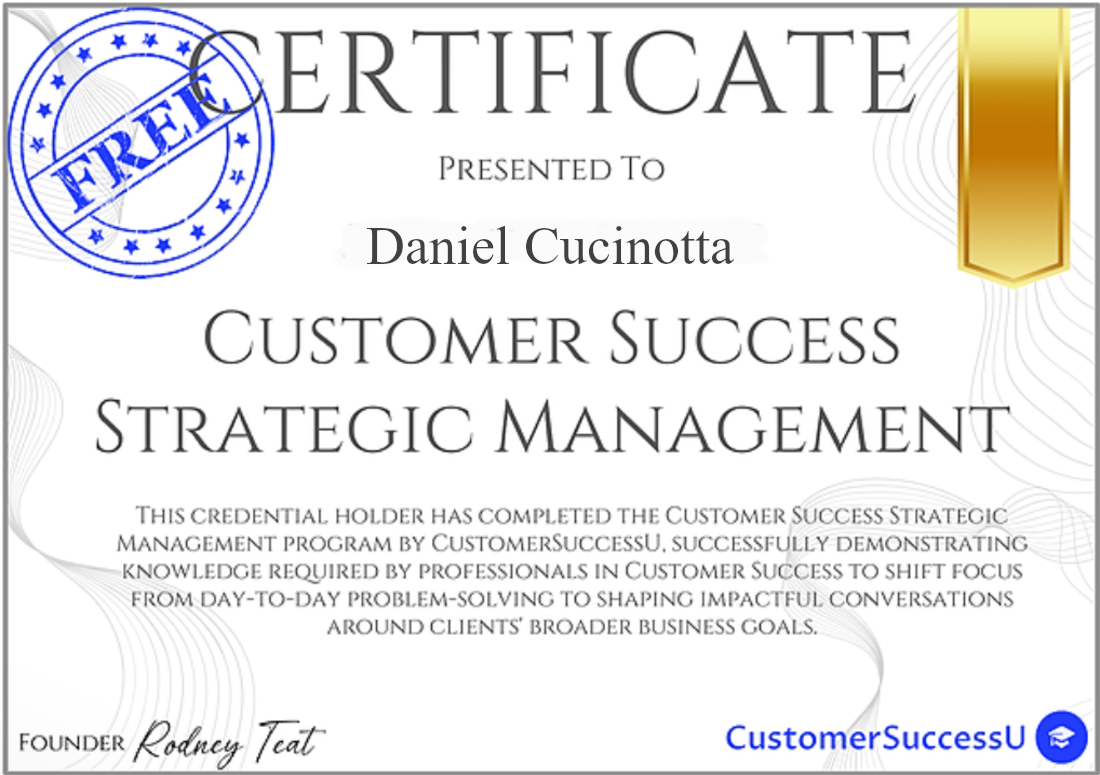 CERTIFICATE
FREE
PRESENTED TO
Daniel Cucinotta
CUSTOMER SUCCESS
STRATEGIC MANAGEMENT
THIS CREDENTIAL HOLDER HAS COMPLETED THE CUSTOMER SUCCESS STRATEGIC
MANAGEMENT PROGRAM BY CUSTOMERSUCCESSU, SUCCESSFULLY DEMONSTRATING
KNOWLEDGE REQUIRED BY PROFESSIONALS IN CUSTOMER SUCCESS TO SHIFT FOCUS
FROM DAY-TO-DAY PROBLEM-SOLVING TO SHAPING IMPACTFUL CONVERSATIONS
AROUND CLIENTS' BROADER BUSINESS GOALS.
FOUNDER Rodney Teat
CustomerSuccessU